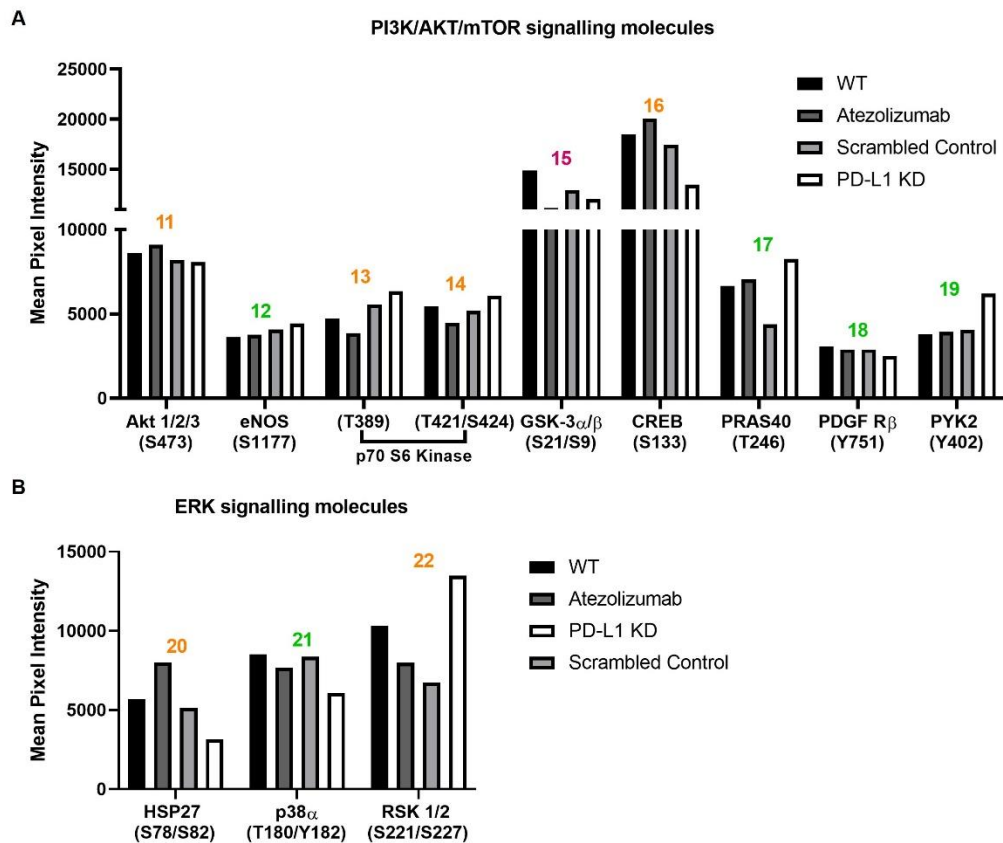 A
PI3K/AKT/mTOR signalling molecules
25000
20000
15000
10000
5000
0
Mean Pixel Intensity
WT
Atezolizumab
Scrambled Control
PD-L1 KD
11
12
13
14
15
16
17
18
19
Akt 1/2/3 eNOS (T389) (T421/S424) GSK-3α/β CREB PRAS40 PDGF Rβ PYK2
(S473) (S1177) p70 S6 Kinase (S21/S9) (S133) (T246) (Y751) (Y402)
B
ERK signalling molecules
15000
10000
5000
0
Mean Pixel Intensity
WT
Atezolizumab
PD-L1 KD
Scrambled Control
20
21
22
HSP27 p38α RSK 1/2
(S78/S82) (T180/Y182) (S221/S227)